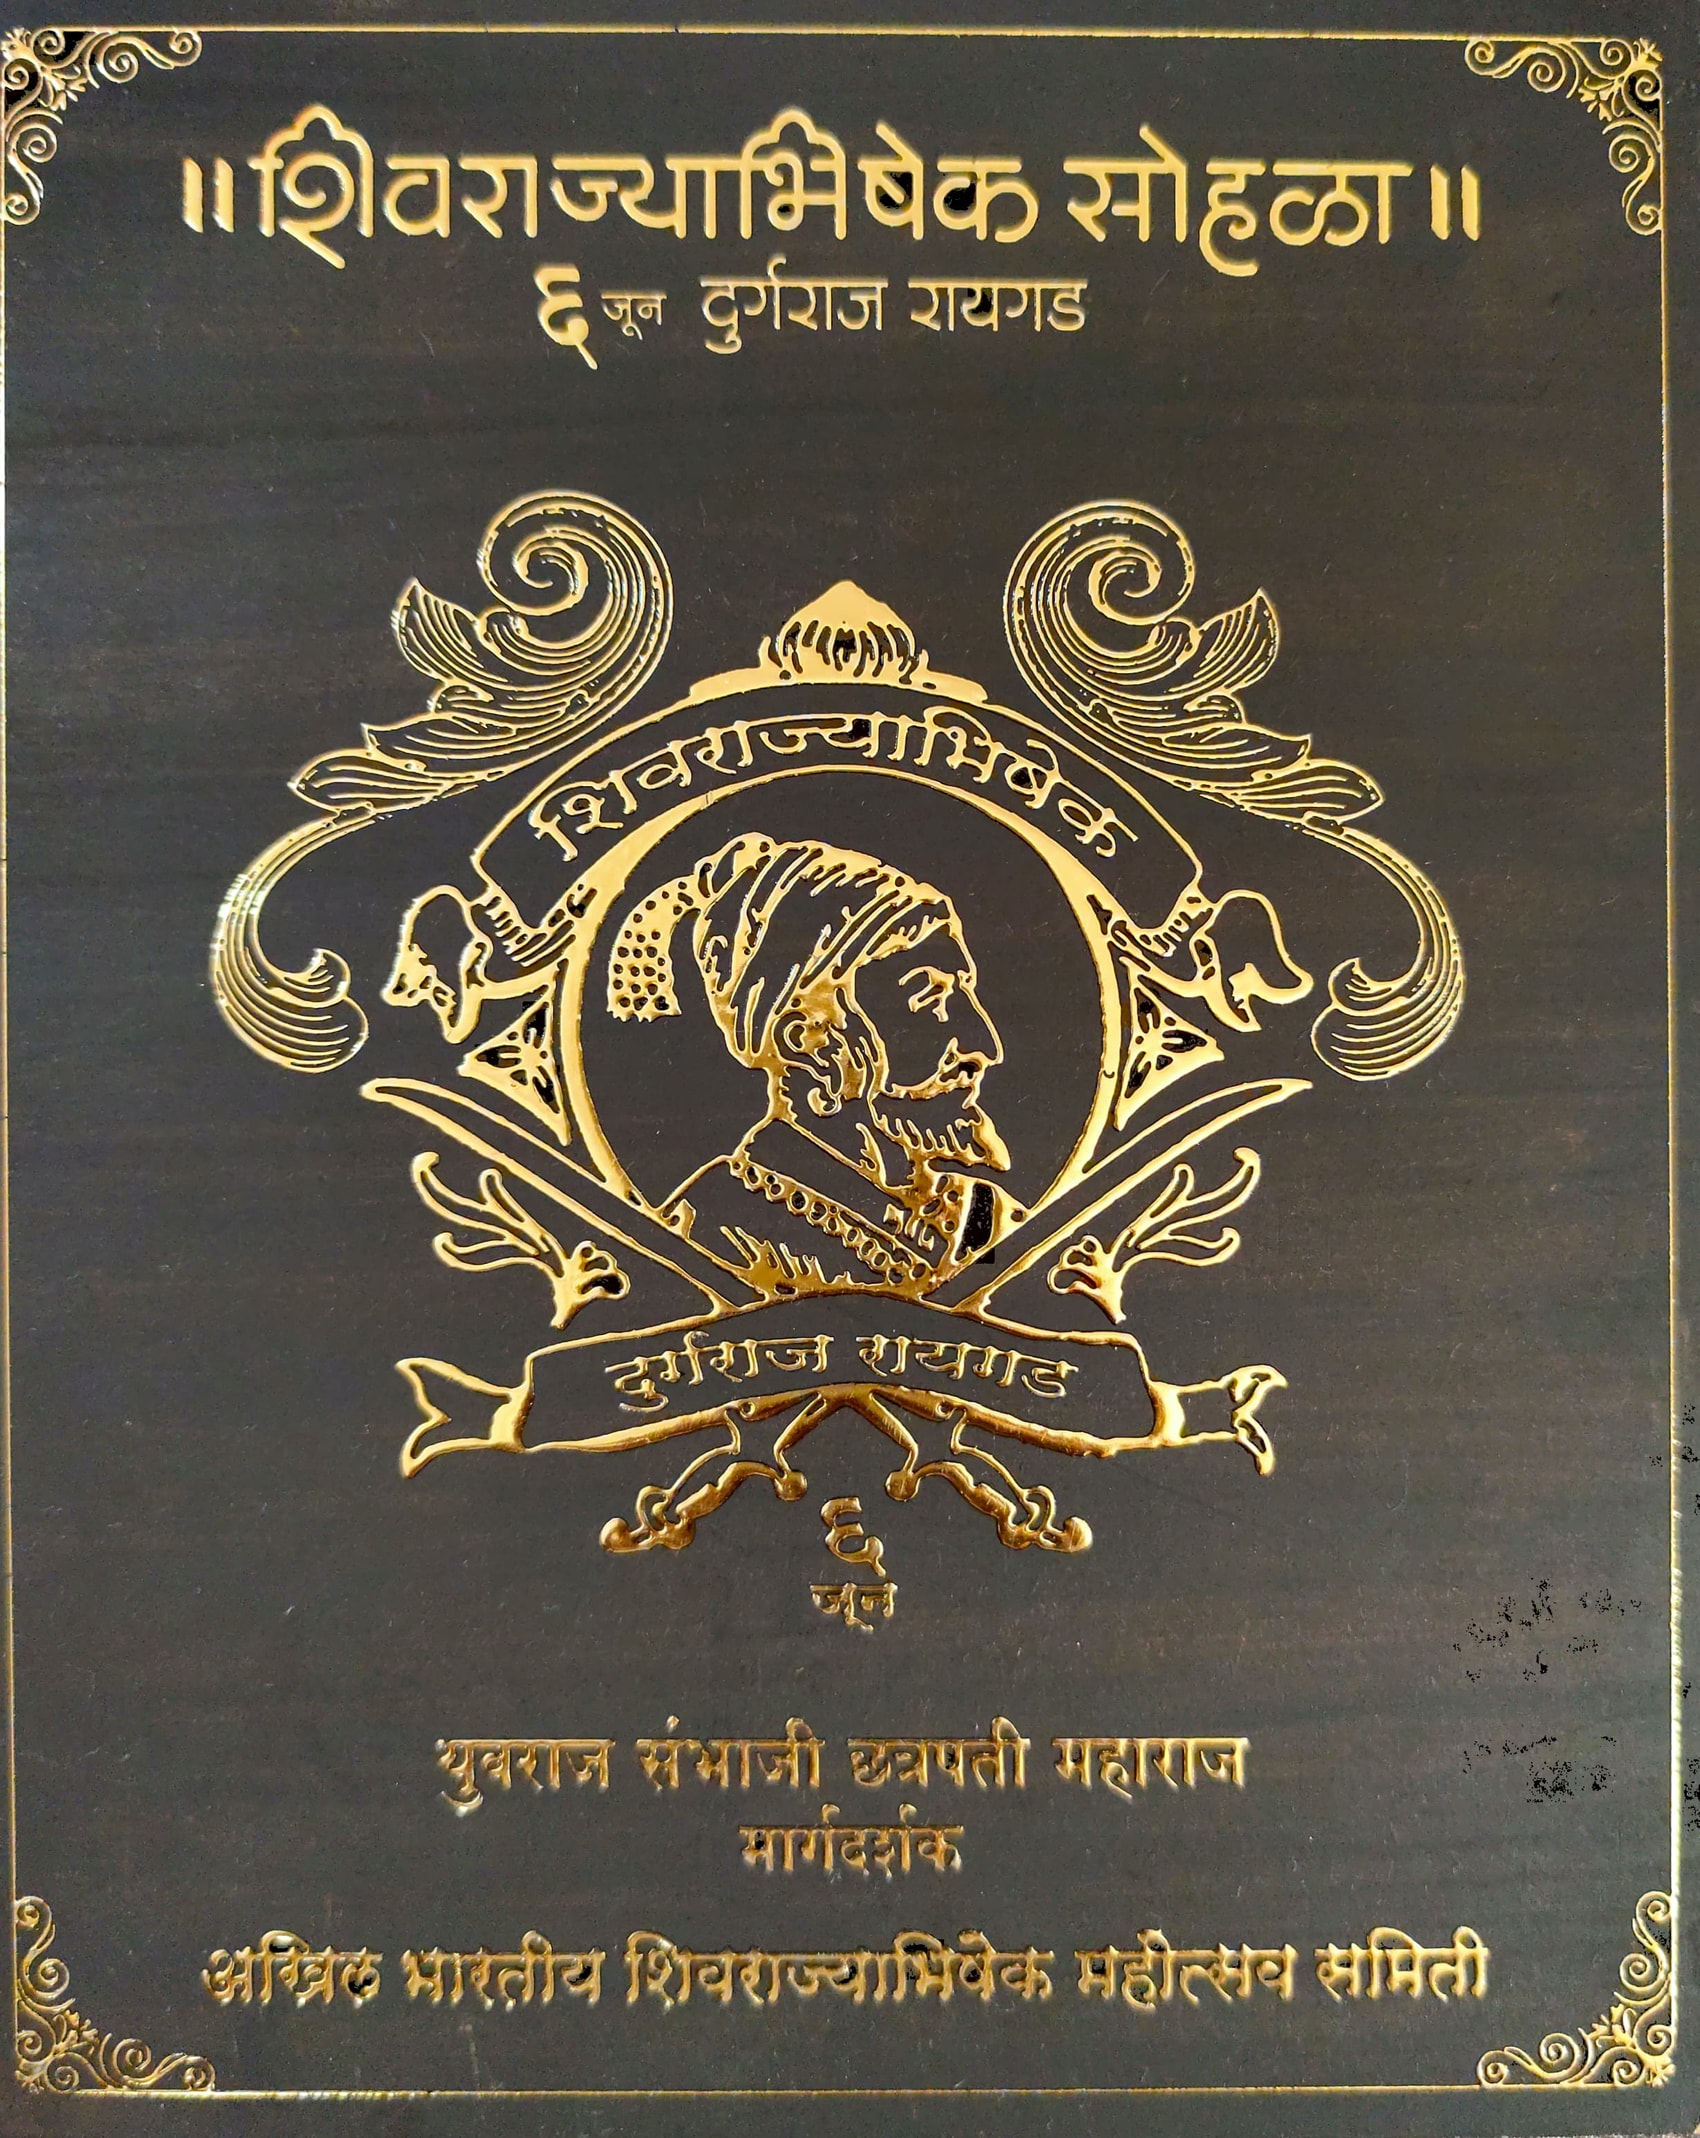 ॥ शिवराज्याभिषेक सोहळा ॥
६ जून दुर्गराज रायगड
शिवराज्याभिषेक
दुर्गराज रायगड
६
जून
युवराज संभाजी छत्रपती महाराज
मार्गदर्शक
अखिल भारतीय शिवराज्याभिषेक महोत्सव समिती